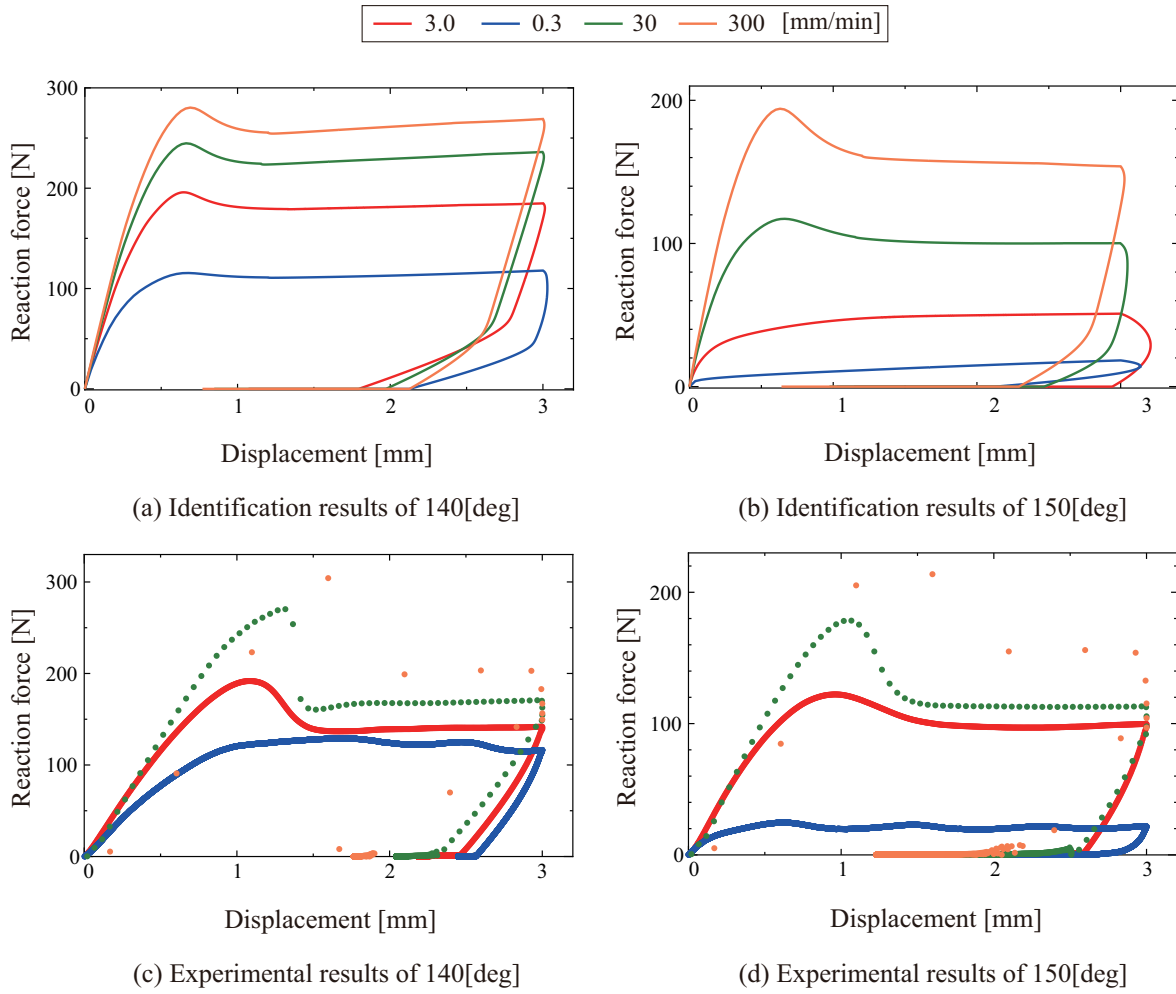 3.0 0.3 30 300 [mm/min]
300
200
100
0
Reaction force [N]
0 1 2 3
Displacement [mm]
(a) Identification results of 140[deg]
200
100
0
Reaction force [N]
0 1 2 3
Displacement [mm]
(b) Identification results of 150[deg]
300
200
100
0
Reaction force [N]
0 1 2 3
Displacement [mm]
(c) Experimental results of 140[deg]
200
100
0
Reaction force [N]
0 1 2 3
Displacement [mm]
(d) Experimental results of 150[deg]